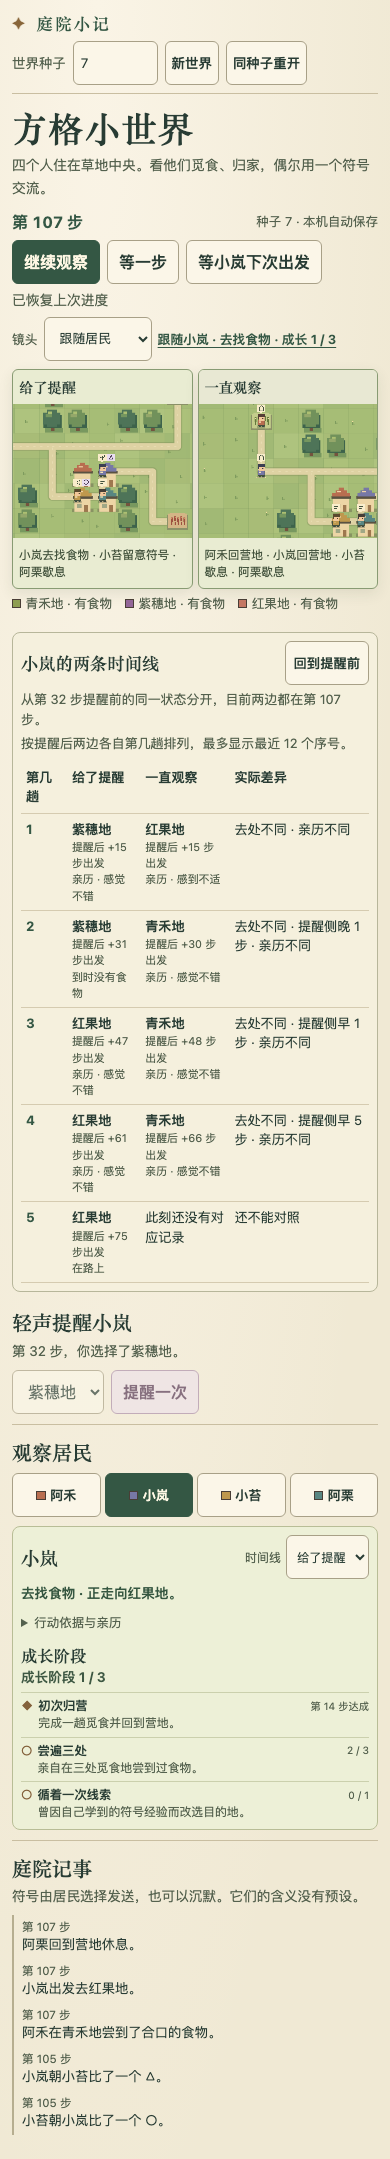 庭院小记
世界种子 7 新世界 同种子重开
方格小世界
四个人住在草地中央。看他们觅食、归家，偶尔用一个符号
交流。
第 107 步 种子 7 · 本机自动保存
继续观察 等一步 等小岚下次出发
已恢复上次进度
镜头 跟随居民 跟随小岚 · 去找食物 · 成长 1 / 3
给了提醒 一直观察
小岚去找食物 · 小苔留意符号 ·
阿栗歇息
阿禾回营地 · 小岚回营地 · 小苔
歇息 · 阿栗歇息
青禾地 · 有食物 紫穗地 · 有食物 红果地 · 有食物
小岚的两条时间线 回到提醒前
从第 32 步提醒前的同一状态分开，目前两边都在第 107
步。
按提醒后两边各自第几趟排列，最多显示最近 12 个序号。
第几
趟
给了提醒 一直观察 实际差异
1
紫穗地
提醒后 +15
步出发
亲历 · 感觉
不错
红果地
提醒后 +15 步
出发
亲历 · 感到不适
去处不同 · 亲历不同
2
紫穗地
提醒后 +31
步出发
到时没有食
物
青禾地
提醒后 +30 步
出发
亲历 · 感觉不错
去处不同 · 提醒侧晚 1
步 · 亲历不同
3
红果地
提醒后 +47
步出发
亲历 · 感觉
不错
青禾地
提醒后 +48 步
出发
亲历 · 感觉不错
去处不同 · 提醒侧早 1
步 · 亲历不同
4
红果地
提醒后 +61
步出发
亲历 · 感觉
不错
青禾地
提醒后 +66 步
出发
亲历 · 感觉不错
去处不同 · 提醒侧早 5
步 · 亲历不同
5
红果地
提醒后 +75
步出发
在路上
此刻还没有对
应记录
还不能对照
轻声提醒小岚
第 32 步，你选择了紫穗地。
紫穗地 提醒一次
观察居民
阿禾 小岚 小苔 阿栗
小岚 时间线 给了提醒
去找食物 · 正走向红果地。
行动依据与亲历
成长阶段
成长阶段 1 / 3
初次归营 第 14 步达成
完成一趟觅食并回到营地。
尝遍三处 2 / 3
亲自在三处觅食地尝到过食物。
循着一次线索 0 / 1
曾因自己学到的符号经验而改选目的地。
庭院记事
符号由居民选择发送，也可以沉默。它们的含义没有预设。
第 107 步
阿栗回到营地休息。
第 107 步
小岚出发去红果地。
第 107 步
阿禾在青禾地尝到了合口的食物。
第 105 步
小岚朝小苔比了一个 △。
第 105 步
小苔朝小岚比了一个 ○。